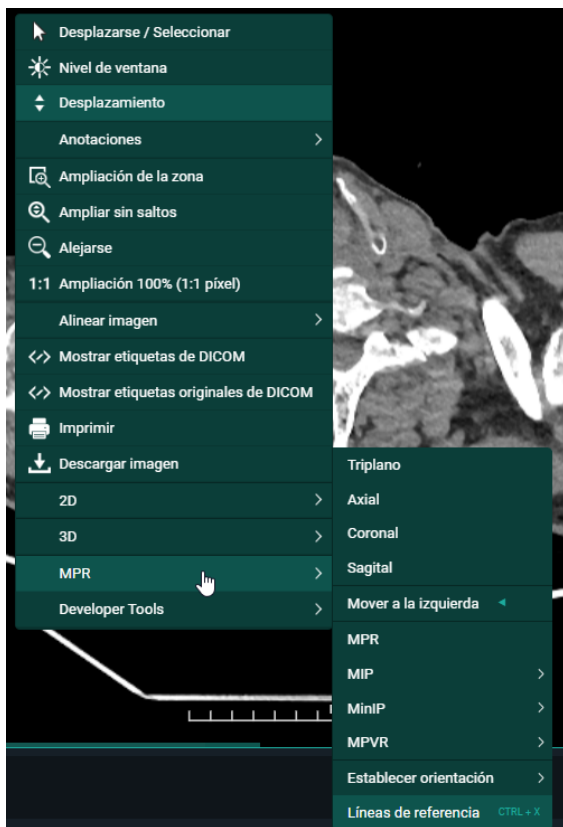 Desplazarse / Seleccionar
Nivel de ventana
Desplazamiento
Anotaciones
Ampliación de la zona
Ampliar sin saltos
Alejarse
1:1 Ampliación 100% (1:1 píxel)
Alinear imagen
Mostrar etiquetas de DICOM
Mostrar etiquetas originales de DICOM
Imprimir
Descargar imagen
2D
3D
MPR
Developer Tools
Triplano
Axial
Coronal
Sagital
Mover a la izquierda
MPR
MIP
MinIP
MPVR
Establecer orientación
Líneas de referencia CTRL + X